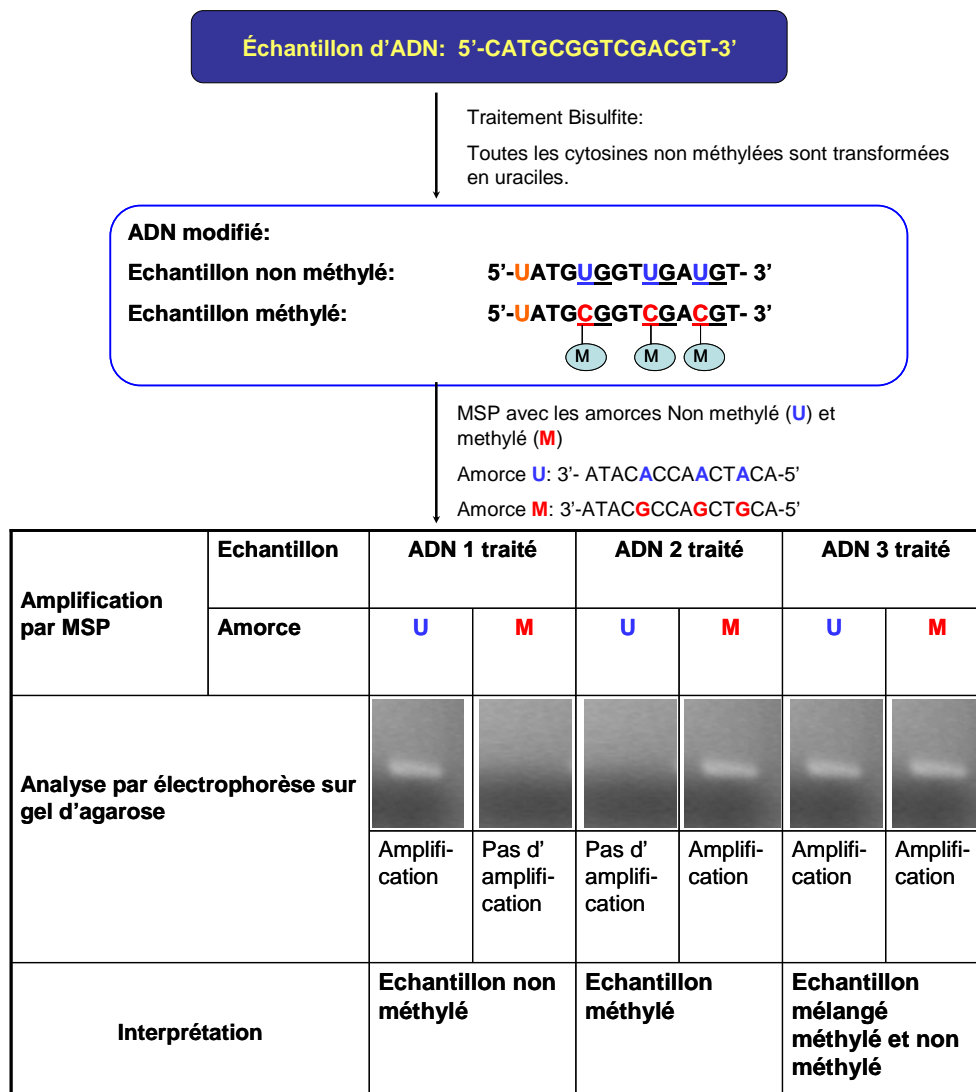 Échantillon d’ADN: 5’-CATGCGGTCGACGT-3’
Traitement Bisulfite:
Toutes les cytosines non méthylées sont transformées
en uraciles.
ADN modifié:
Echantillon non méthylé: 5’-UATGUGGTUGAUGT- 3’
Echantillon méthylé: 5’-UATGCGGTCGACGT- 3’
M M M
MSP avec les amorces Non methylé (U) et
methylé (M)
Amorce U: 3’- ATACACCAACTACA-5’
Amorce M: 3’-ATACGCCAGCTGCA-5’
Amplification
par MSP
Echantillon
ADN 1 traité
ADN 2 traité
ADN 3 traité
Amorce
U
M
U
M
U
M
Analyse par électrophorèse sur
gel d’agarose
Amplifi-
cation
Pas d’
amplifi-
cation
Pas d’
amplifi-
cation
Amplifi-
cation
Amplifi-
cation
Amplifi-
cation
Interprétation
Echantillon non
méthylé
Echantillon
méthylé
Echantillon
mélangé
méthylé et non
méthylé